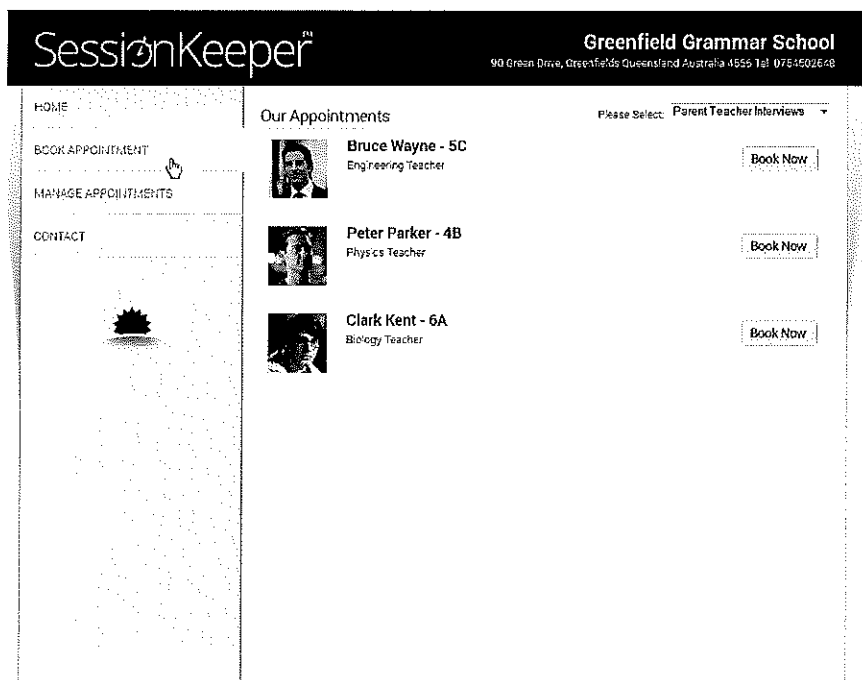 SessionKeeper™
Greenfield Grammar School
90 Green Drive, Greenfields Queensland Australia 4556 Tel 0754502648
HOME
BOOK APPOINTMENT
MANAGE APPOINTMENTS
CONTACT
Our Appointments
Please Select: Parent Teacher Interviews
Bruce Wayne - 5C
Engineering Teacher
Book Now
Peter Parker - 4B
Physics Teacher
Book Now
Clark Kent - 6A
Biology Teacher
Book Now